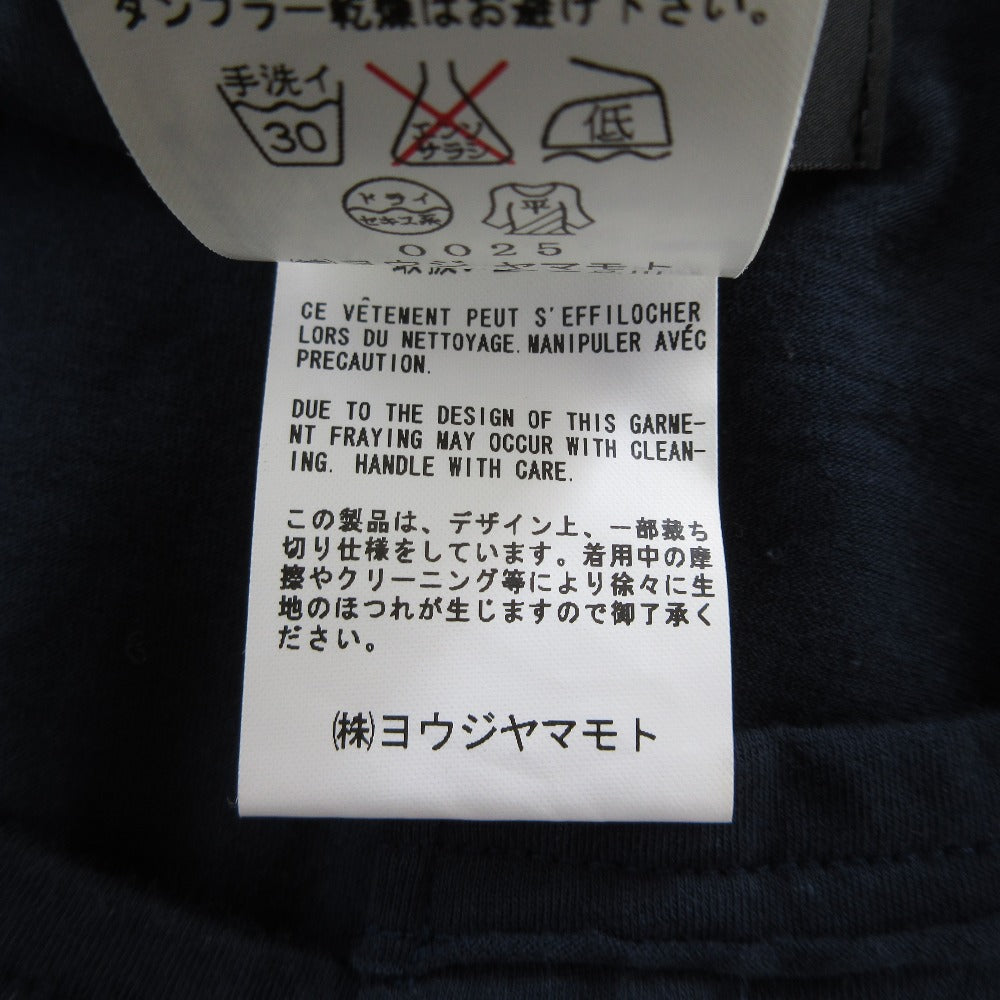 タンブラー乾燥はお避け下さい。
手洗イ
30
エンソ
サラシ
低
ドライ
セキユ系
平
0025
ヨウジヤマモト
CE VÊTEMENT PEUT S'EFFILOCHER
LORS DU NETTOYAGE.MANIPULER AVÉC
PRECAUTION.
DUE TO THE DESIGN OF THIS GARME-
NT FRAYING MAY OCCUR WITH CLEAN-
ING. HANDLE WITH CARE.
この製品は、デザイン上、一部裁ち
切り仕様をしています。着用中の摩
擦やクリーニング等により徐々に生
地のほつれが生じますので御了承く
ださい。
㈱ヨウジヤマモト